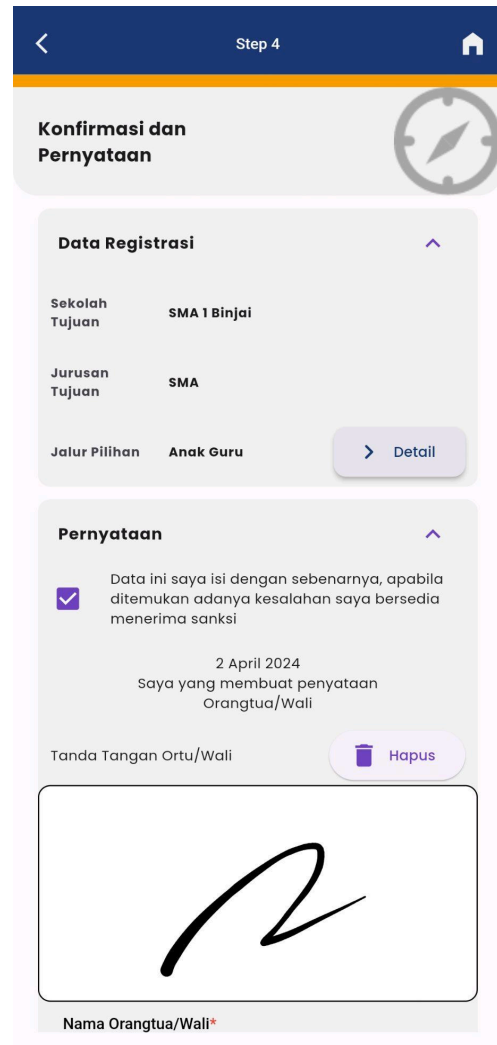 Step 4
Konfirmasi dan
Pernyataan
Data Registrasi
Sekolah
Tujuan
SMA 1 Binjai
Jurusan
Tujuan
SMA
Jalur Pilihan
Anak Guru
Detail
Pernyataan
Data ini saya isi dengan sebenarnya, apabila
ditemukan adanya kesalahan saya bersedia
menerima sanksi
2 April 2024
Saya yang membuat penyataan
Orangtua/Wali
Tanda Tangan Ortu/Wali
Hapus
Nama Orangtua/Wali*